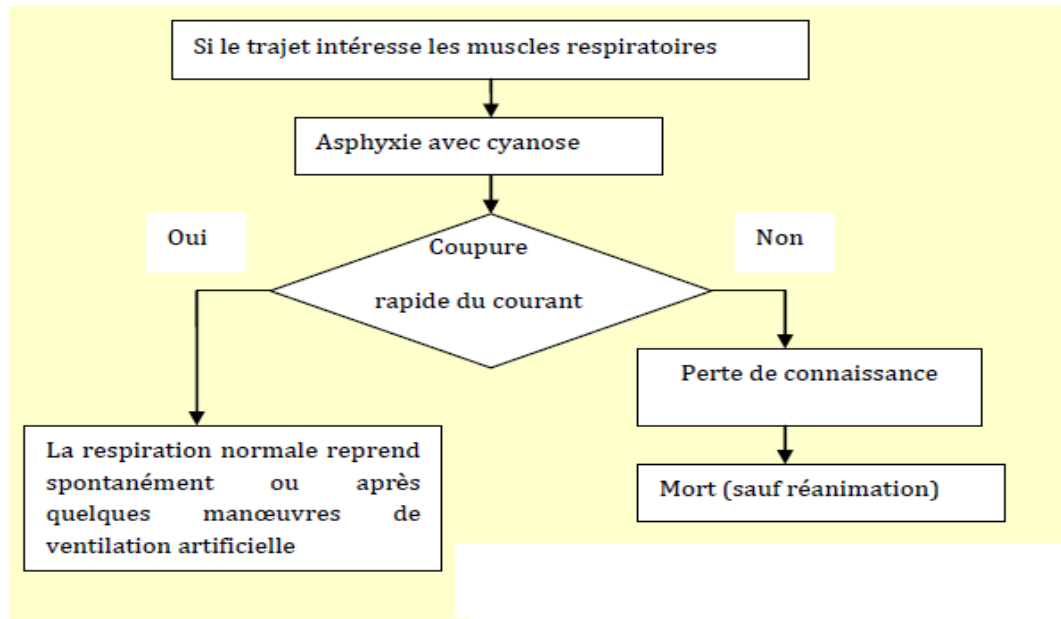 Si le trajet intéresse les muscles respiratoires
Asphyxie avec cyanose
Oui
Coupure
rapide du courant
Non
Perte de connaissance
La respiration normale reprend
spontanément ou après
quelques manœuvres de
ventilation artificielle
Mort (sauf réanimation)